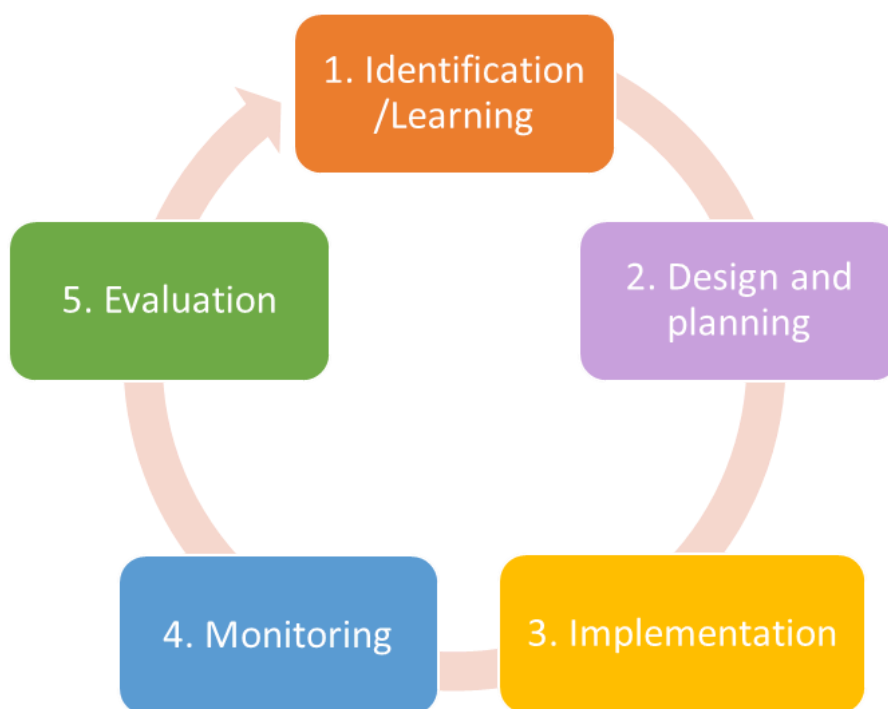 1. Identification
/Learning
2. Design and
planning
3. Implementation
4. Monitoring
5. Evaluation